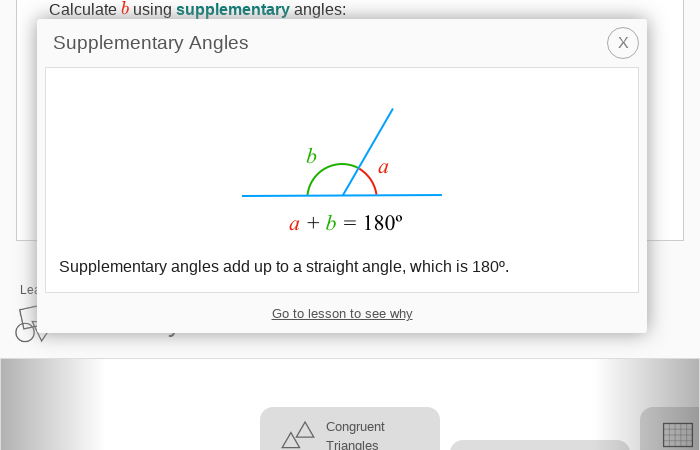 Calculate b using supplementary angles:
Supplementary Angles
X
b
a
a + b = 180º
Supplementary angles add up to a straight angle, which is 180º.
Go to lesson to see why
Congruent
Triangles